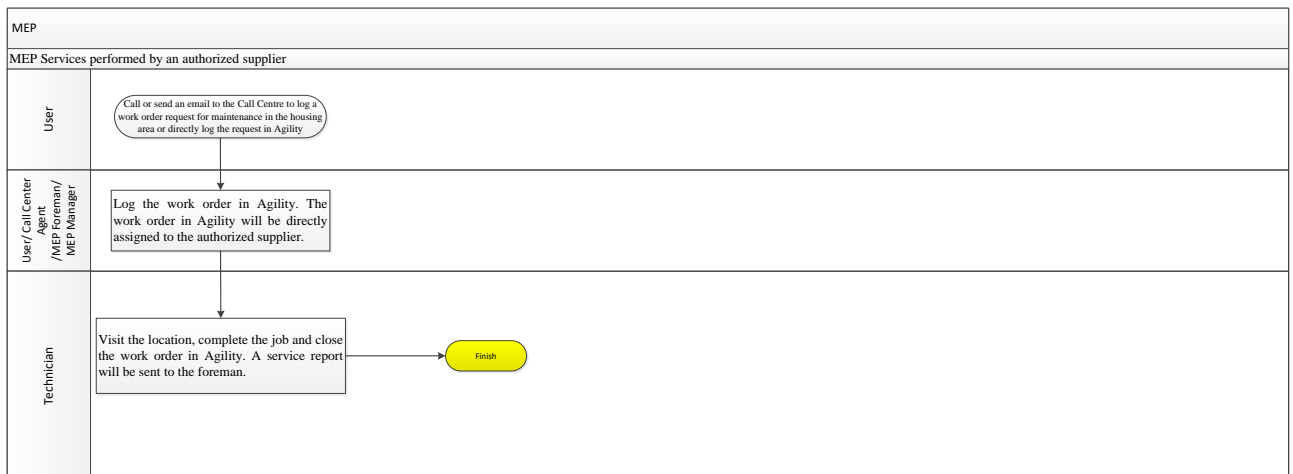 MEP
MEP Services performed by an authorized supplier
User
Call or send an email to the Call Centre to log a
work order request for maintenance in the housing
area or directly log the request in Agility
User/ Call Center
Agent
/MEP Foreman/
MEP Manager
Log the work order in Agility. The
work order in Agility will be directly
assigned to the authorized supplier.
Technician
Visit the location, complete the job and close
the work order in Agility. A service report
will be sent to the foreman.
Finish